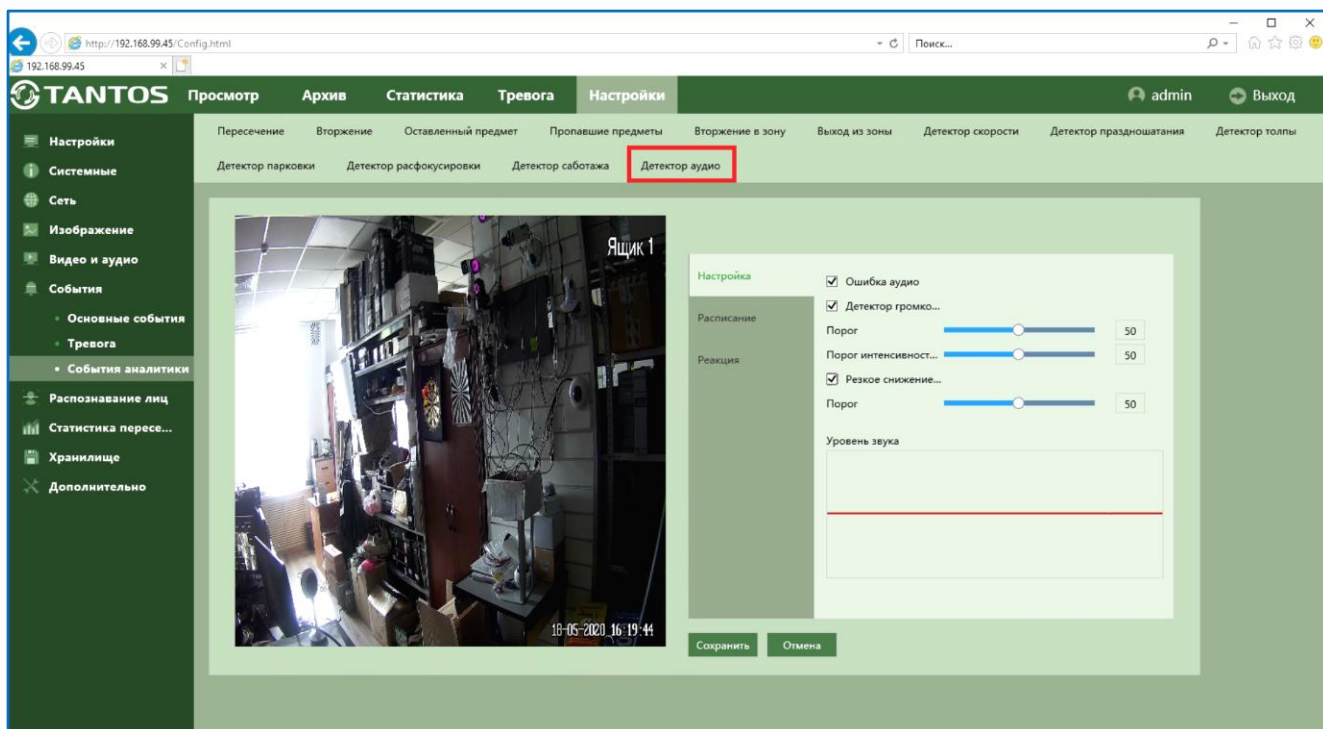 http://192.168.99.45/Config.html
Поиск...
192.168.99.45
TANTOS Просмотр Архив Статистика Тревога Настройки admin Выход
Пересечение Вторжение Оставленный предмет Пропавшие предметы Вторжение в зону Выход из зоны Детектор скорости Детектор праздношатания Детектор толпы
Детектор парковки Детектор расфокусировки Детектор саботажа Детектор аудио
Настройки
Системные
Сеть
Изображение
Видео и аудио
События
Основные события
Тревога
События аналитики
Распознавание лиц
Статистика пересе...
Хранилище
Дополнительно
Ящик 1
18-05-2020 16:19:44
Настройка
Расписание
Реакция
Ошибка аудио
Детектор громко...
Порог 50
Порог интенсивност... 50
Резкое снижение...
Порог 50
Уровень звука
Сохранить Отмена